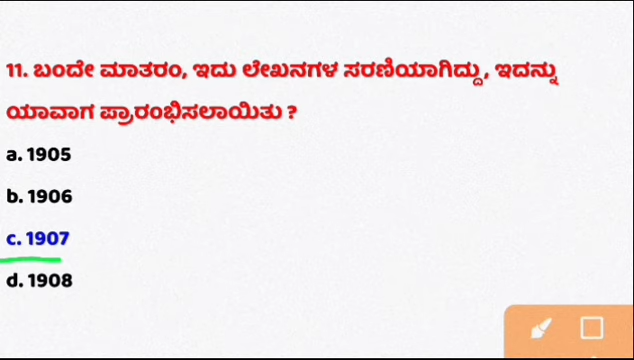 11. ಬಂದೇ ಮಾತರಂ, ಇದು ಲೇಖನಗಳ ಸರಣಿಯಾಗಿದ್ದು, ಇದನ್ನು
ಯಾವಾಗ ಪ್ರಾರಂಭಿಸಲಾಯಿತು ?
a. 1905
b. 1906
c. 1907
d. 1908